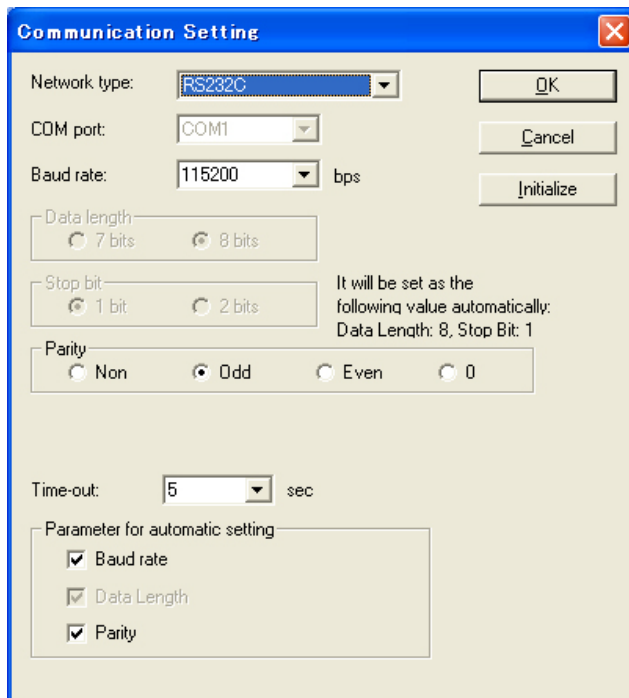 Communication Setting
Network type: RS232C OK
COM port: COM1 Cancel
Baud rate: 115200 bps Initialize
Data length
7 bits 8 bits
Stop bit
1 bit 2 bits
It will be set as the
following value automatically:
Data Length: 8, Stop Bit: 1
Parity
Non Odd Even 0
Time-out: 5 sec
Parameter for automatic setting
Baud rate
Data Length
Parity